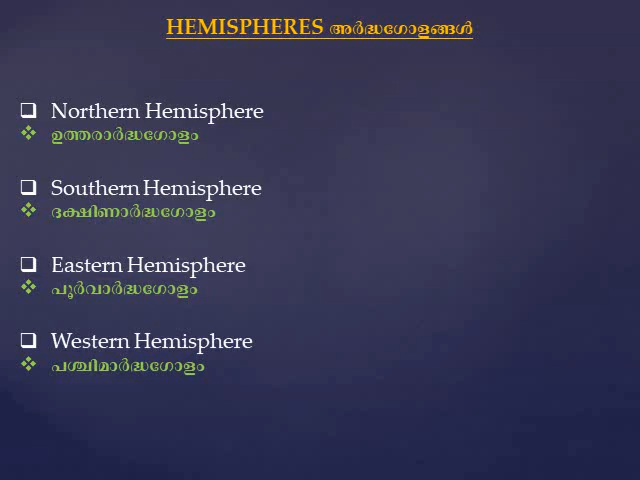 HEMISPHERES അർദ്ധഗോളങ്ങൾ
Northern Hemisphere
ഉത്തരാർദ്ധഗോളം
Southern Hemisphere
ദക്ഷിണാർദ്ധഗോളം
Eastern Hemisphere
പൂർവാർദ്ധഗോളം
Western Hemisphere
പശ്ചിമാർദ്ധഗോളം